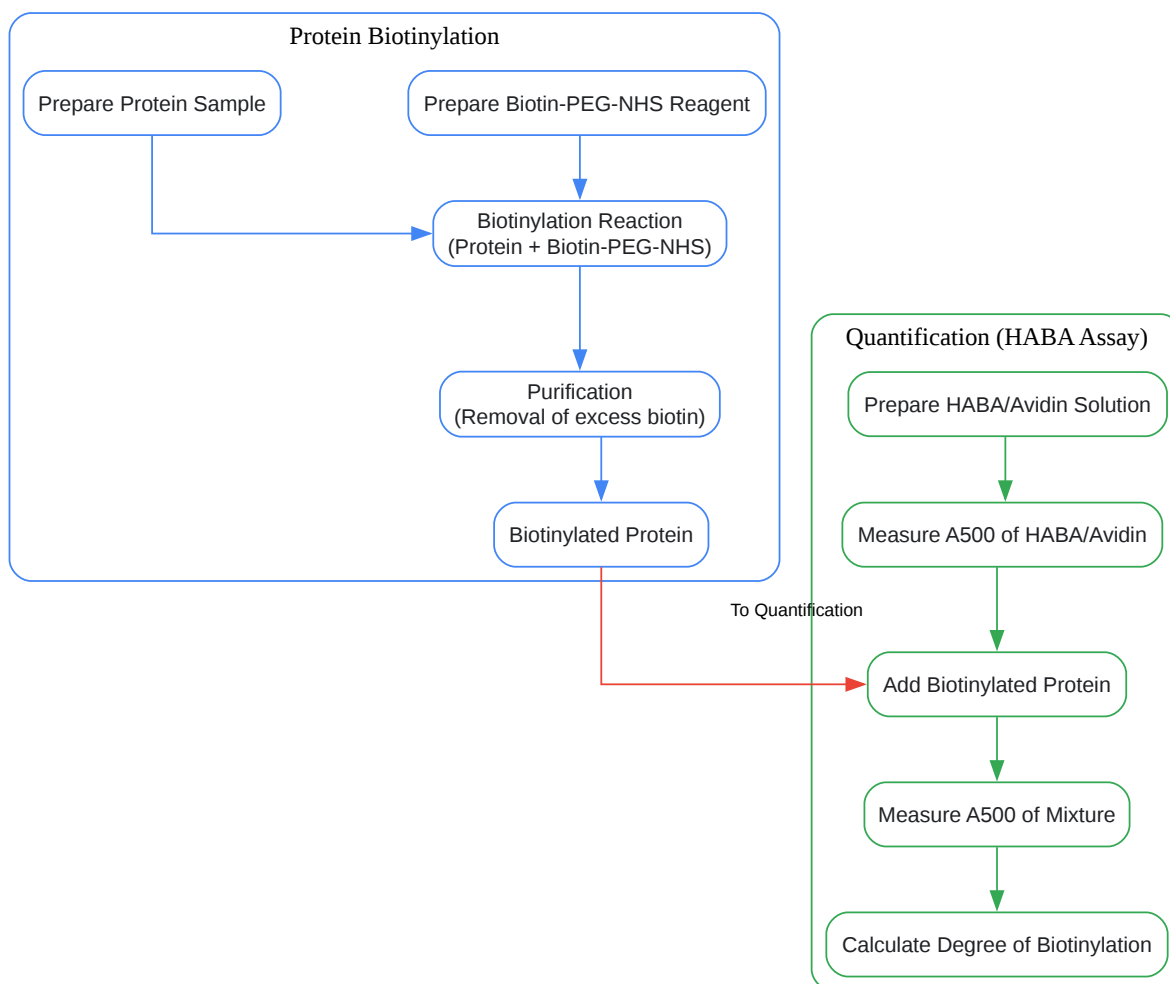 Protein Biotinylation
Prepare Protein Sample
Prepare Biotin-PEG-NHS Reagent
Biotinylation Reaction
(Protein + Biotin-PEG-NHS)
Purification
(Removal of excess biotin)
Biotinylated Protein
To Quantification
Quantification (HABA Assay)
Prepare HABA/Avidin Solution
Measure A500 of HABA/Avidin
Add Biotinylated Protein
Measure A500 of Mixture
Calculate Degree of Biotinylation